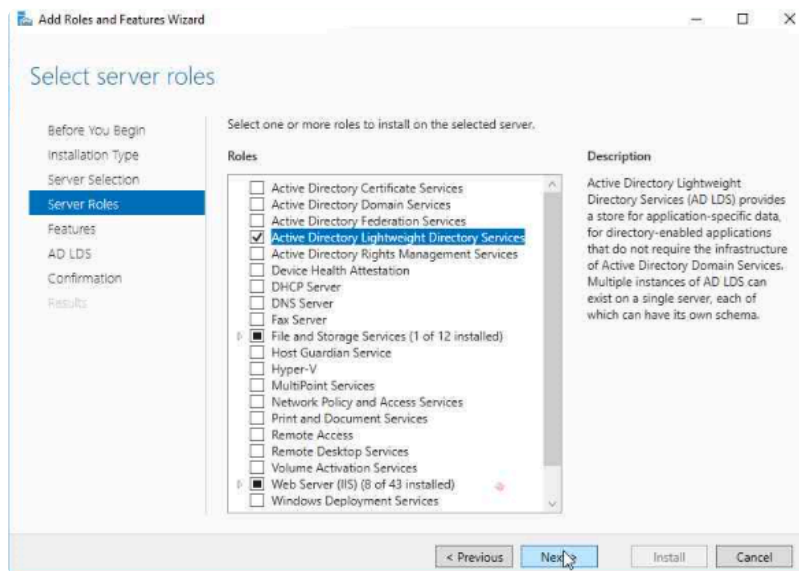 Add Roles and Features Wizard
Select server roles
Before You Begin
Installation Type
Server Selection
Server Roles
Features
AD LDS
Confirmation
Results
Select one or more roles to install on the selected server.
Roles
Active Directory Certificate Services
Active Directory Domain Services
Active Directory Federation Services
Active Directory Lightweight Directory Services
Active Directory Rights Management Services
Device Health Attestation
DHCP Server
DNS Server
Fax Server
File and Storage Services (1 of 12 installed)
Host Guardian Service
Hyper-V
MultiPoint Services
Network Policy and Access Services
Print and Document Services
Remote Access
Remote Desktop Services
Volume Activation Services
Web Server (IIS) (8 of 43 installed)
Windows Deployment Services
Description
Active Directory Lightweight
Directory Services (AD LDS) provides
a store for application-specific data,
for directory-enabled applications
that do not require the infrastructure
of Active Directory Domain Services.
Multiple instances of AD LDS can
exist on a single server, each of
which can have its own schema.
< Previous
Next >
Install
Cancel